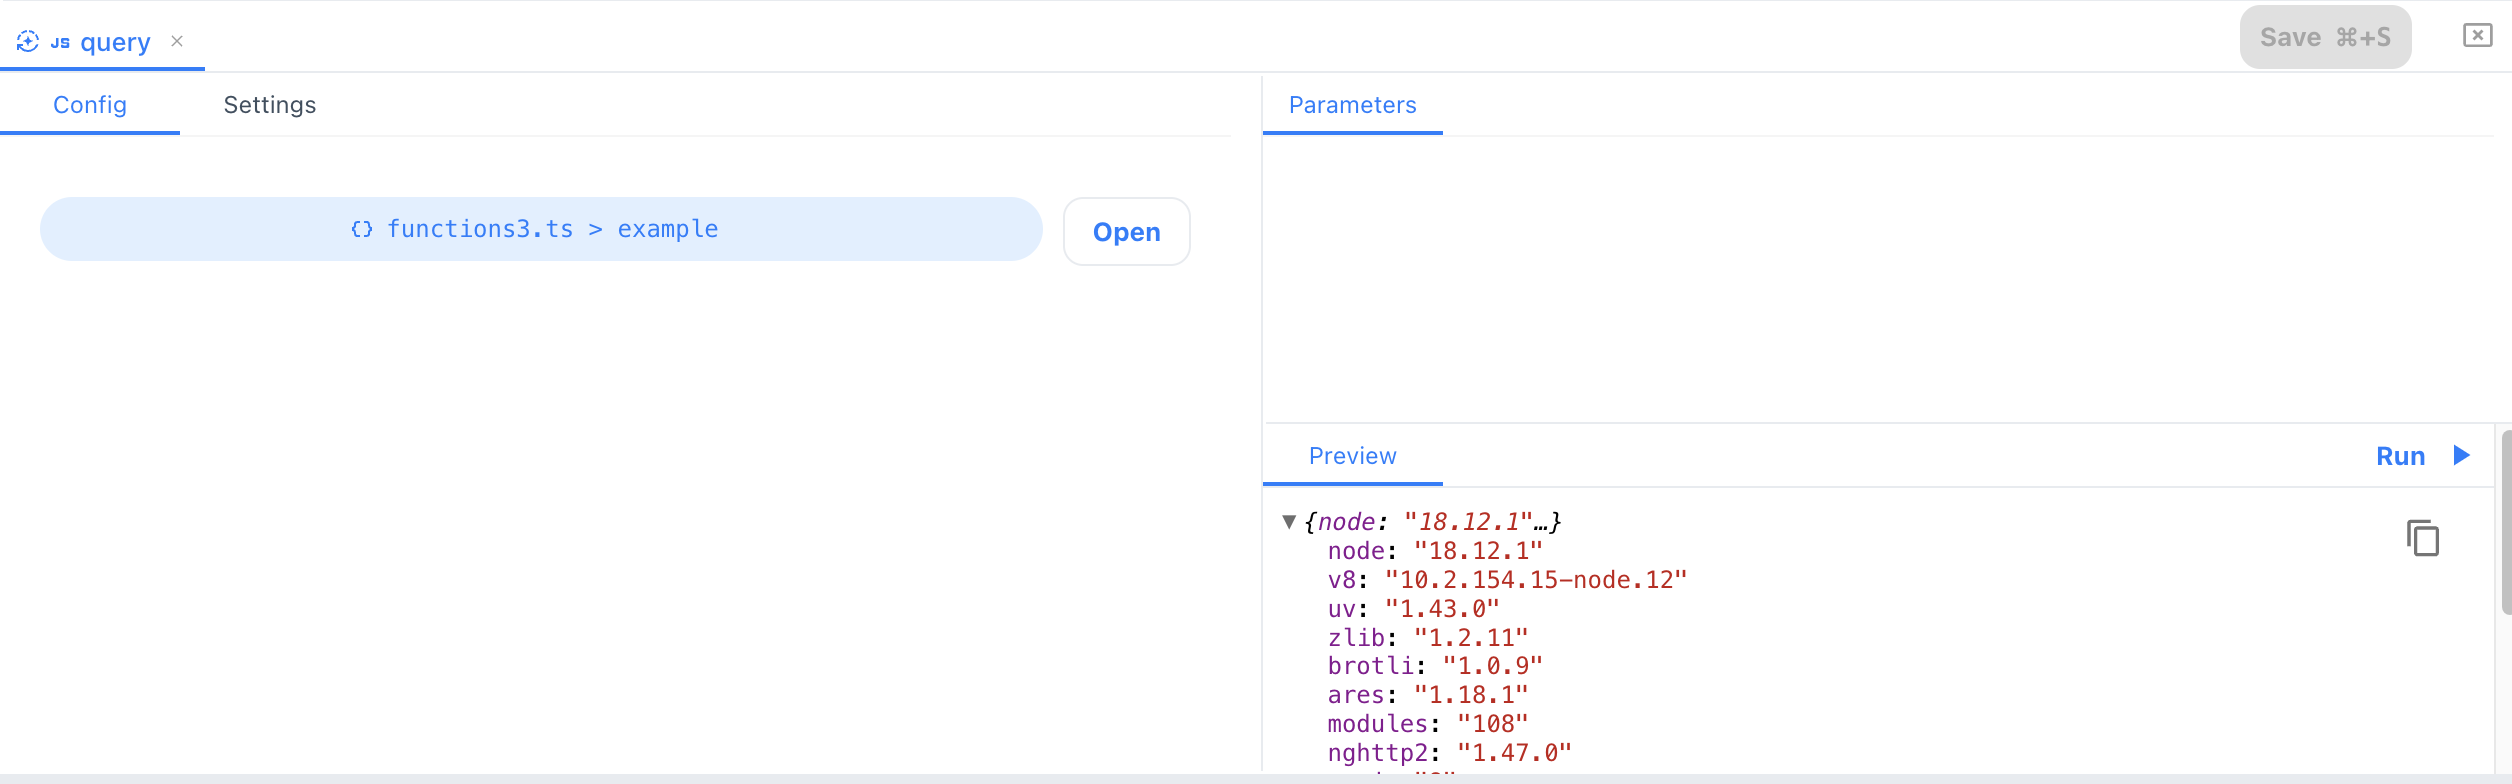 JS query ×
Save ⌘+S
Config Settings
Parameters
{} functions3.ts > example
Open
Preview
Run
{node: "18.12.1"…}
node: "18.12.1"
v8: "10.2.154.15-node.12"
uv: "1.43.0"
zlib: "1.2.11"
brotli: "1.0.9"
ares: "1.18.1"
modules: "108"
nghttp2: "1.47.0"